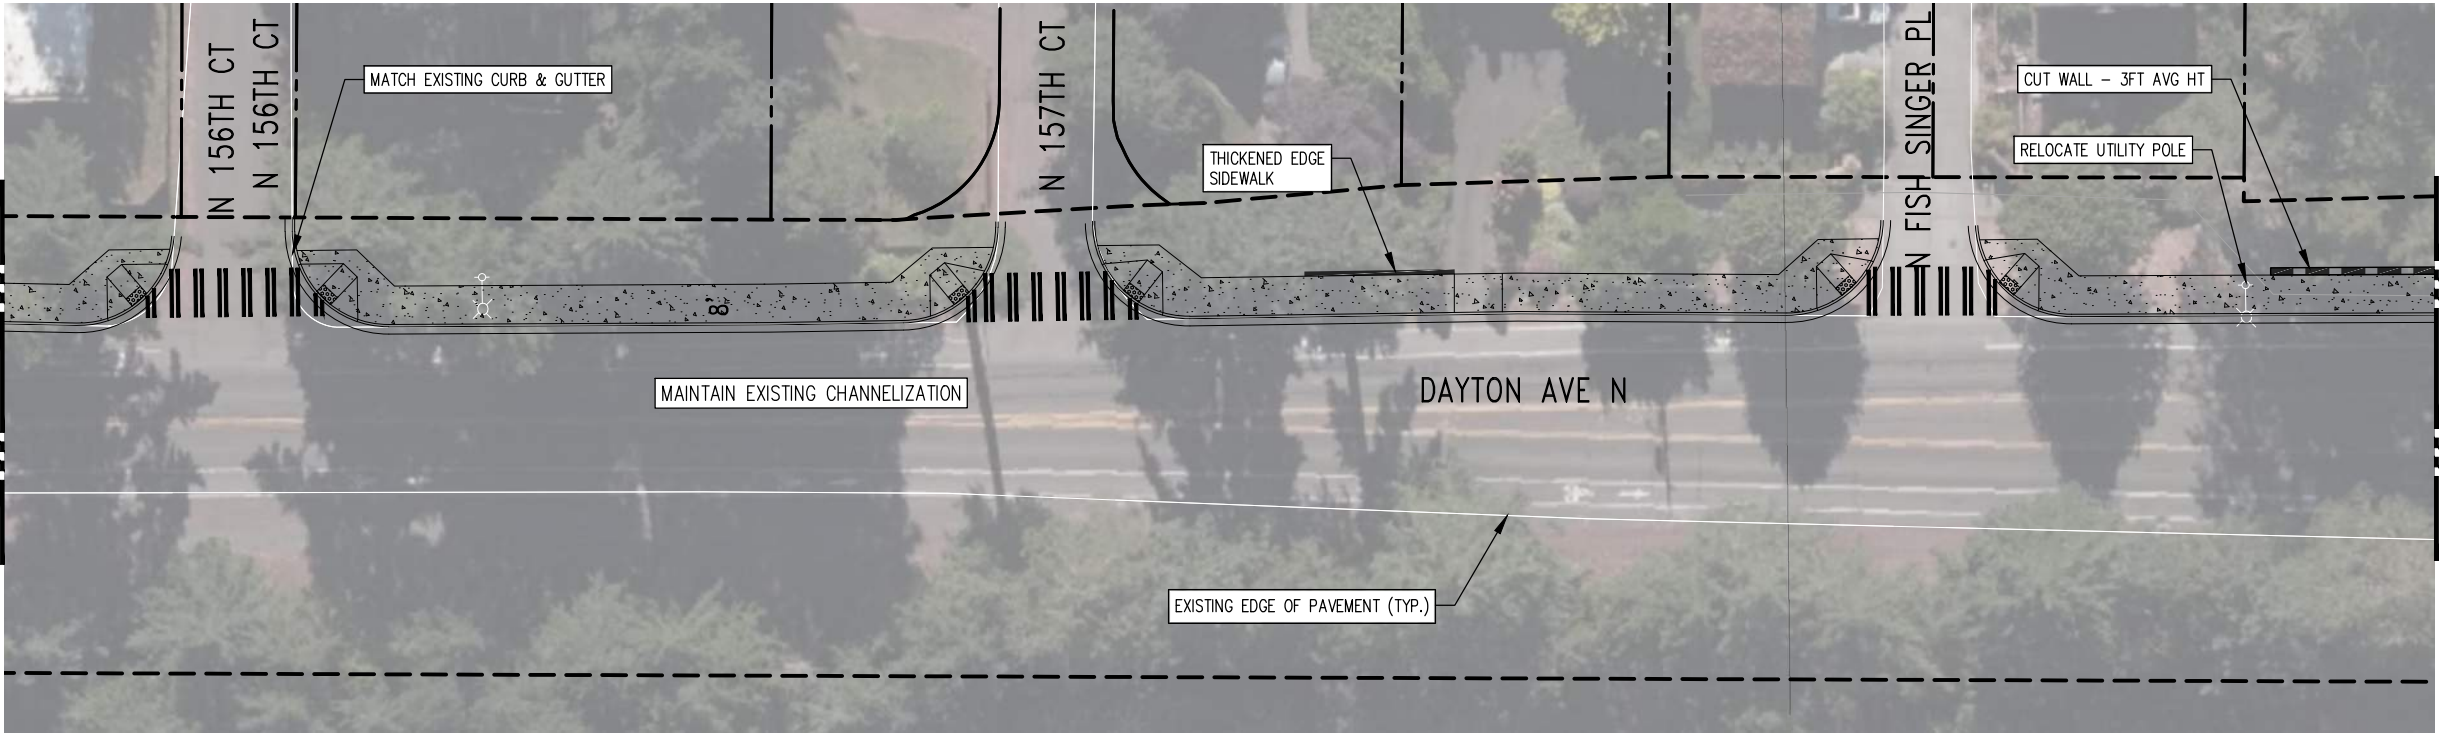 N 156TH CT
N 156TH CT
MATCH EXISTING CURB & GUTTER
N 157TH CT
THICKENED EDGE
SIDEWALK
N FISH SINGER PL
CUT WALL - 3FT AVG HT
RELOCATE UTILITY POLE
8'
MAINTAIN EXISTING CHANNELIZATION
DAYTON AVE N
EXISTING EDGE OF PAVEMENT (TYP.)